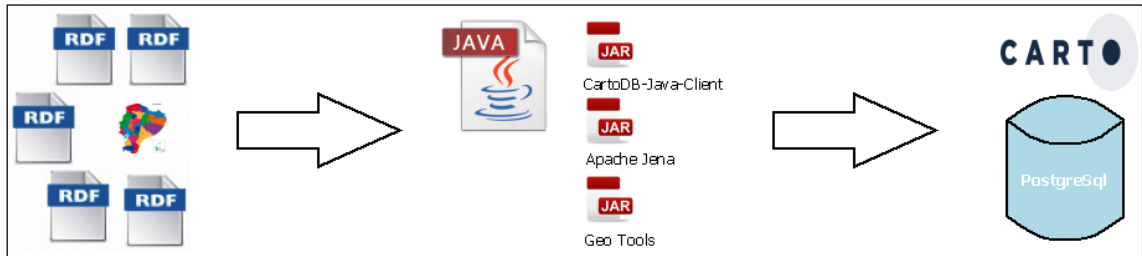 RDF
RDF
RDF
RDF
RDF
JAVA
JAR
CartoDB-Java-Client
JAR
Apache Jena
JAR
Geo Tools
CARTO
PostgreSql